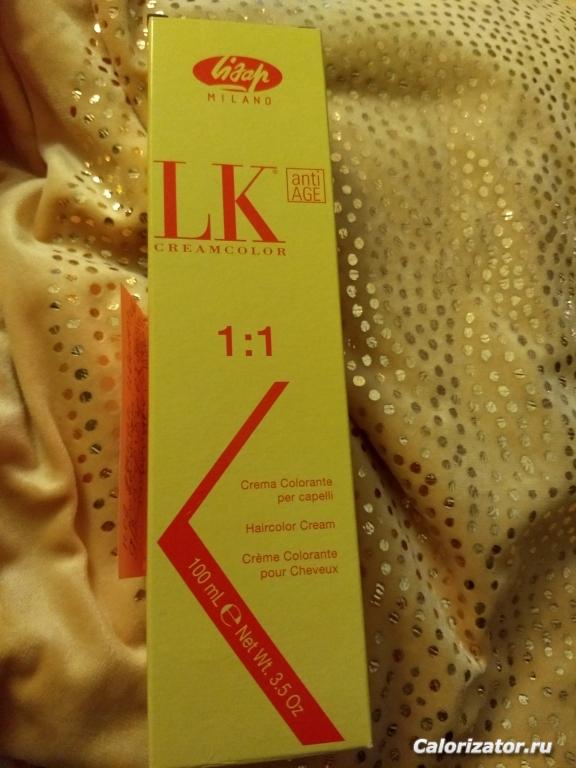 Lisap
MILANO
LK®
anti
AGE
CREAMCOLOR
1:1
Crema Colorante
per capelli
Haircolor Cream
Crème Colorante
pour Cheveux
100 mL ℮ Net Wt. 3.5 Oz
Calorizator.ru